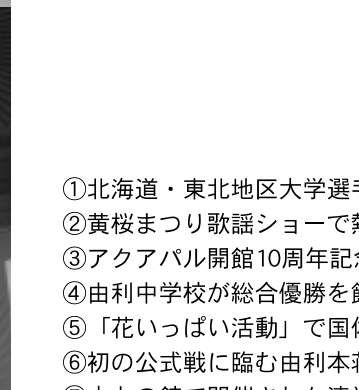 ①北海道・東北地区大学選
②黄桜まつり歌謡ショーで
③アクアパル開館10周年記
④由利中学校が総合優勝を
⑤「花いっぱい活動」で国
⑥初の公式戦に臨む由利本